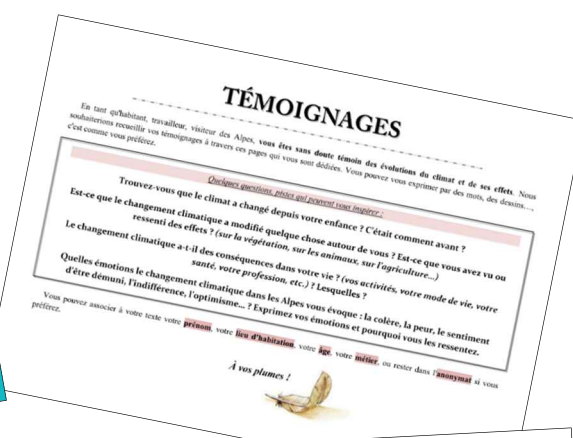 TÉMOIGNAGES
En tant qu'habitant, travailleur, visiteur des Alpes, vous êtes sans doute témoin des évolutions du climat et de ses effets. Nous
souhaiterions recueillir vos témoignages à travers ces pages qui vous sont dédiées. Vous pouvez vous exprimer par des mots, des dessins…,
c'est comme vous préférez.
Quelques questions, pistes qui peuvent vous inspirer :
Trouvez-vous que le climat a changé depuis votre enfance ? C'était comment avant ?
Est-ce que le changement climatique a modifié quelque chose autour de vous ? Est-ce que vous avez vu ou
ressenti des effets ? (sur la végétation, sur les animaux, sur l'agriculture...)
Le changement climatique a-t-il des conséquences dans votre vie ? (vos activités, votre mode de vie, votre
santé, votre profession, etc.) ? Lesquelles ?
Quelles émotions le changement climatique dans les Alpes vous évoque : la colère, la peur, le sentiment
d'être démuni, l'indifférence, l'optimisme... ? Exprimez vos émotions et pourquoi vous les ressentez.
Vous pouvez associer à votre texte votre prénom, votre lieu d'habitation, votre âge, votre métier, ou rester dans l'anonymat si vous
préférez.
À vos plumes !